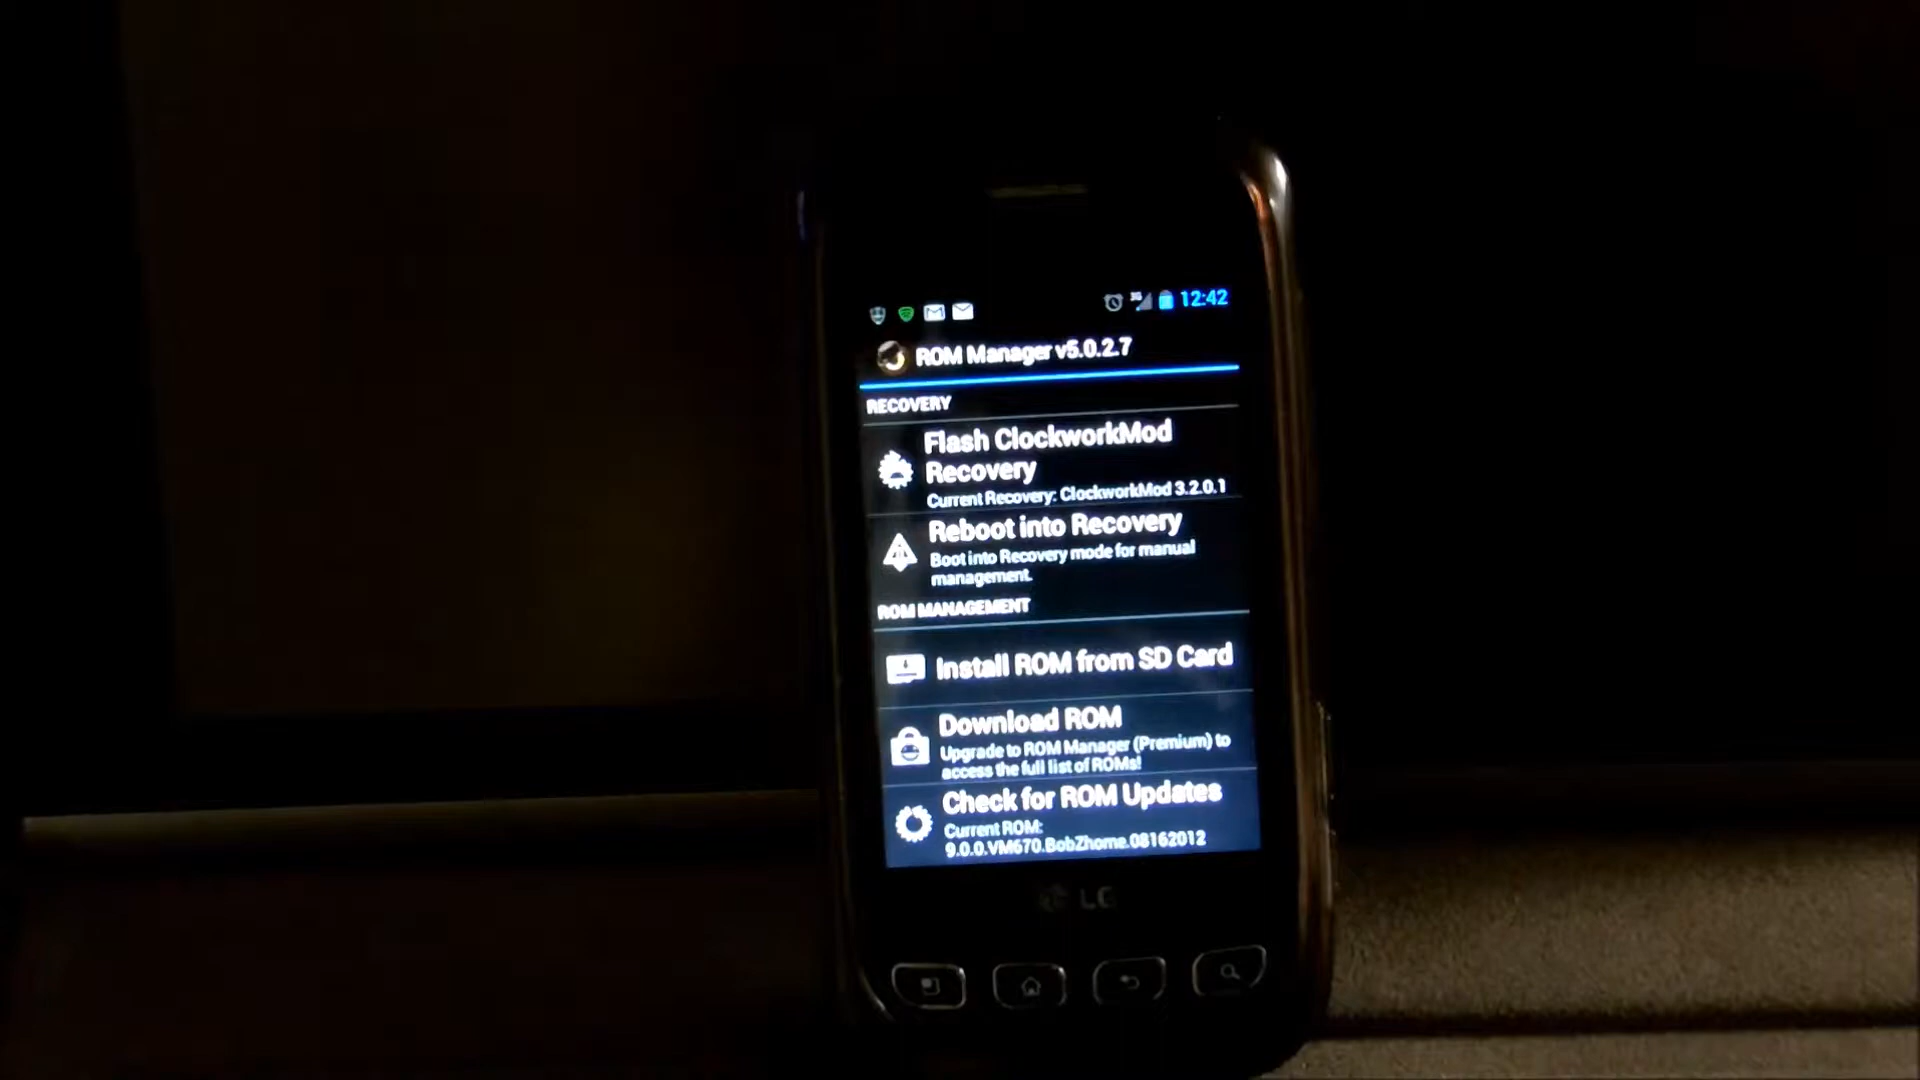 12:42
ROM Manager v5.0.2.7
RECOVERY
Flash ClockworkMod
Recovery
Current Recovery: ClockworkMod 3.2.0.1
Reboot into Recovery
Boot into Recovery mode for manual
management.
ROM MANAGEMENT
Install ROM from SD Card
Download ROM
Upgrade to ROM Manager (Premium) to
access the full list of ROMs!
Check for ROM Updates
Current ROM:
9.0.0.VM670.BobZhome.08162012
LG